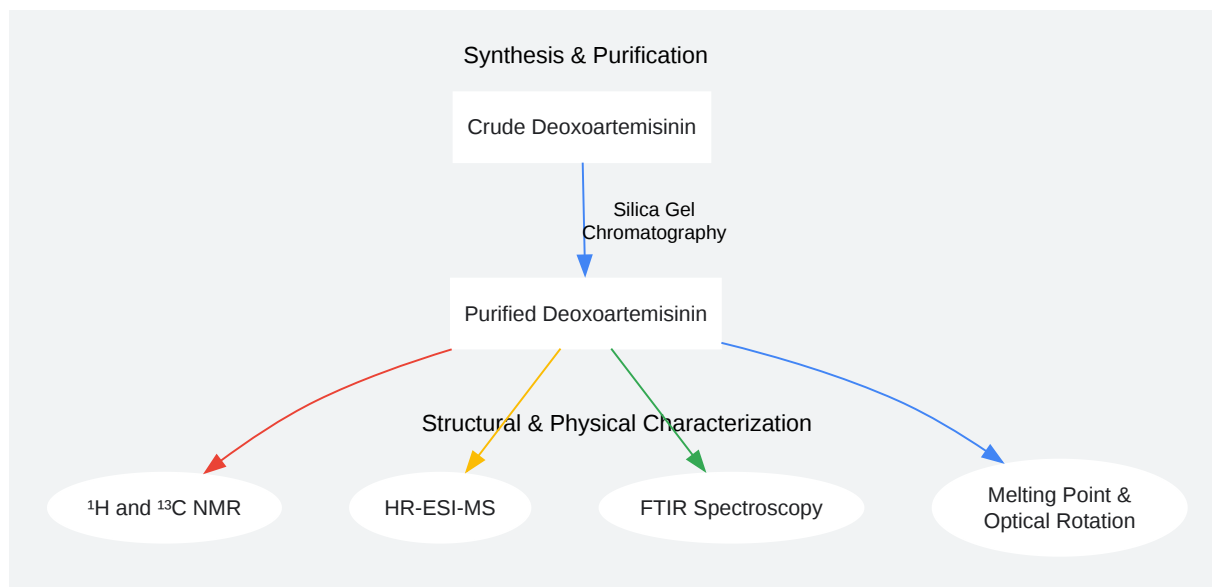 Synthesis & Purification
Crude Deoxoartemisinin
Silica Gel
Chromatography
Purified Deoxoartemisinin
Structural & Physical Characterization
¹H and ¹³C NMR
HR-ESI-MS
FTIR Spectroscopy
Melting Point &
Optical Rotation